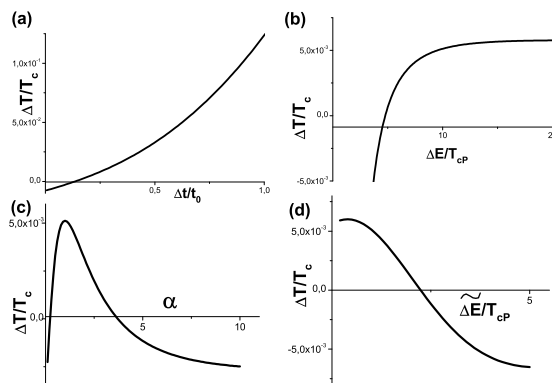 (a)
1,0x10⁻¹
5,0x10⁻²
0,0
ΔT/T_c
0,5
1,0
Δt/t₀
(b)
5,0x10⁻³
0,0
-5,0x10⁻³
ΔT/T_c
10
20
ΔE/T_cP
(c)
5,0x10⁻³
0,0
ΔT/T_c
α
5
10
(d)
5,0x10⁻³
0,0
-5,0x10⁻³
ΔT/T_c
5
Δ͠E/T_cP